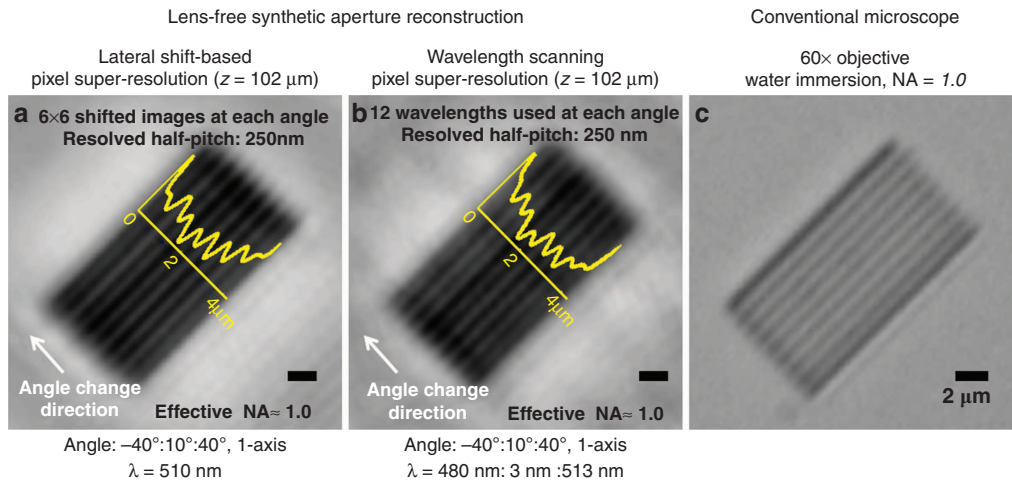 Lens-free synthetic aperture reconstruction
Conventional microscope
Lateral shift-based
pixel super-resolution (z = 102 μm)
Wavelength scanning
pixel super-resolution (z = 102 μm)
60× objective
water immersion, NA = 1.0
a 6×6 shifted images at each angle
Resolved half-pitch: 250nm
0
2
4μm
Angle change
direction
Effective NA≈ 1.0
Angle: –40°:10°:40°, 1-axis
λ = 510 nm
b 12 wavelengths used at each angle
Resolved half-pitch: 250 nm
0
2
4μm
Angle change
direction
Effective NA≈ 1.0
Angle: –40°:10°:40°, 1-axis
λ = 480 nm: 3 nm :513 nm
c
2 μm